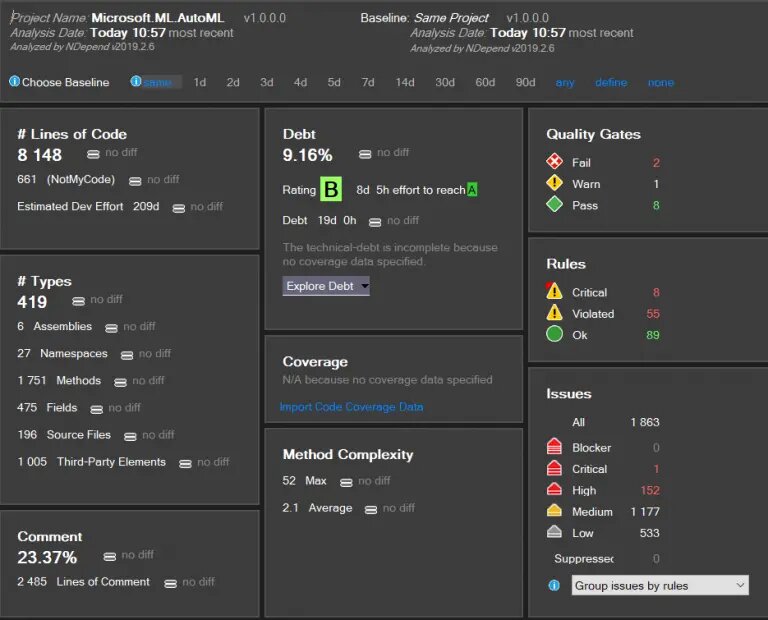 Project Name: Microsoft.ML.AutoML v1.0.0.0
Analysis Date: Today 10:57 most recent
Analyzed by NDepend v2019.2.6
Baseline: Same Project v1.0.0.0
Analysis Date: Today 10:57 most recent
Analyzed by NDepend v2019.2.6
Choose Baseline same 1d 2d 3d 4d 5d 7d 14d 30d 60d 90d any define none
# Lines of Code
8 148 no diff
661 (NotMyCode) no diff
Estimated Dev Effort 209d no diff
# Types
419 no diff
6 Assemblies no diff
27 Namespaces no diff
1 751 Methods no diff
475 Fields no diff
196 Source Files no diff
1 005 Third-Party Elements no diff
Comment
23.37% no diff
2 485 Lines of Comment no diff
Debt
9.16% no diff
Rating B 8d 5h effort to reach A
Debt 19d 0h no diff
The technical-debt is incomplete because
no coverage data specified.
Explore Debt
Coverage
N/A because no coverage data specified
Import Code Coverage Data
Method Complexity
52 Max no diff
2.1 Average no diff
Quality Gates
Fail 2
Warn 1
Pass 8
Rules
Critical 8
Violated 55
Ok 89
Issues
All 1 863
Blocker 0
Critical 1
High 152
Medium 1 177
Low 533
Suppressec 0
Group issues by rules